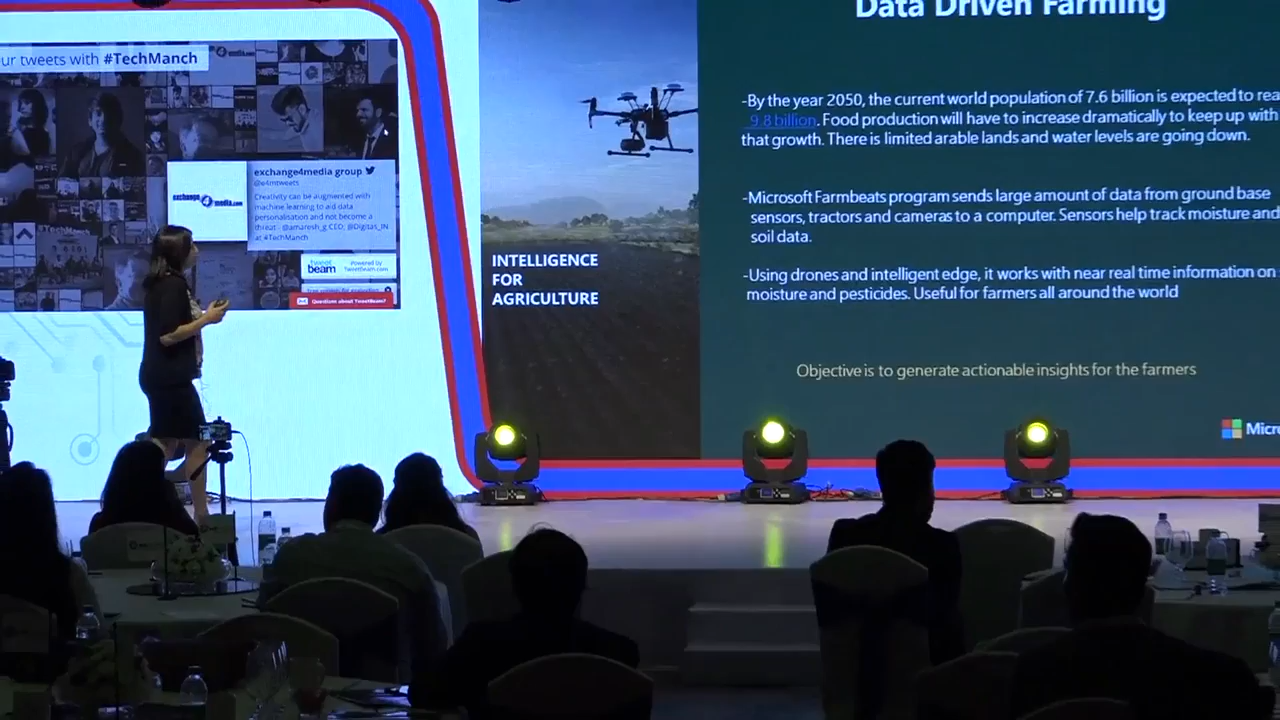 ur tweets with #TechManch
exchange4media group
@e4mtweets
Creativity can be augmented with
machine learning to aid data
personalisation and not become a
threat - @amaresh_g CEO; @Digitas_IN
at #TechManch
exchange4media.com
#TechManch
Tweet
beam
Powered by
TweetBeam.com
Questions about TweetBeam?
INTELLIGENCE
FOR
AGRICULTURE
Data Driven Farming
-By the year 2050, the current world population of 7.6 billion is expected to rea
9.8 billion. Food production will have to increase dramatically to keep up with
that growth. There is limited arable lands and water levels are going down.
-Microsoft Farmbeats program sends large amount of data from ground base
sensors, tractors and cameras to a computer. Sensors help track moisture and
soil data.
-Using drones and intelligent edge, it works with near real time information on
moisture and pesticides. Useful for farmers all around the world
Objective is to generate actionable insights for the farmers
Micro